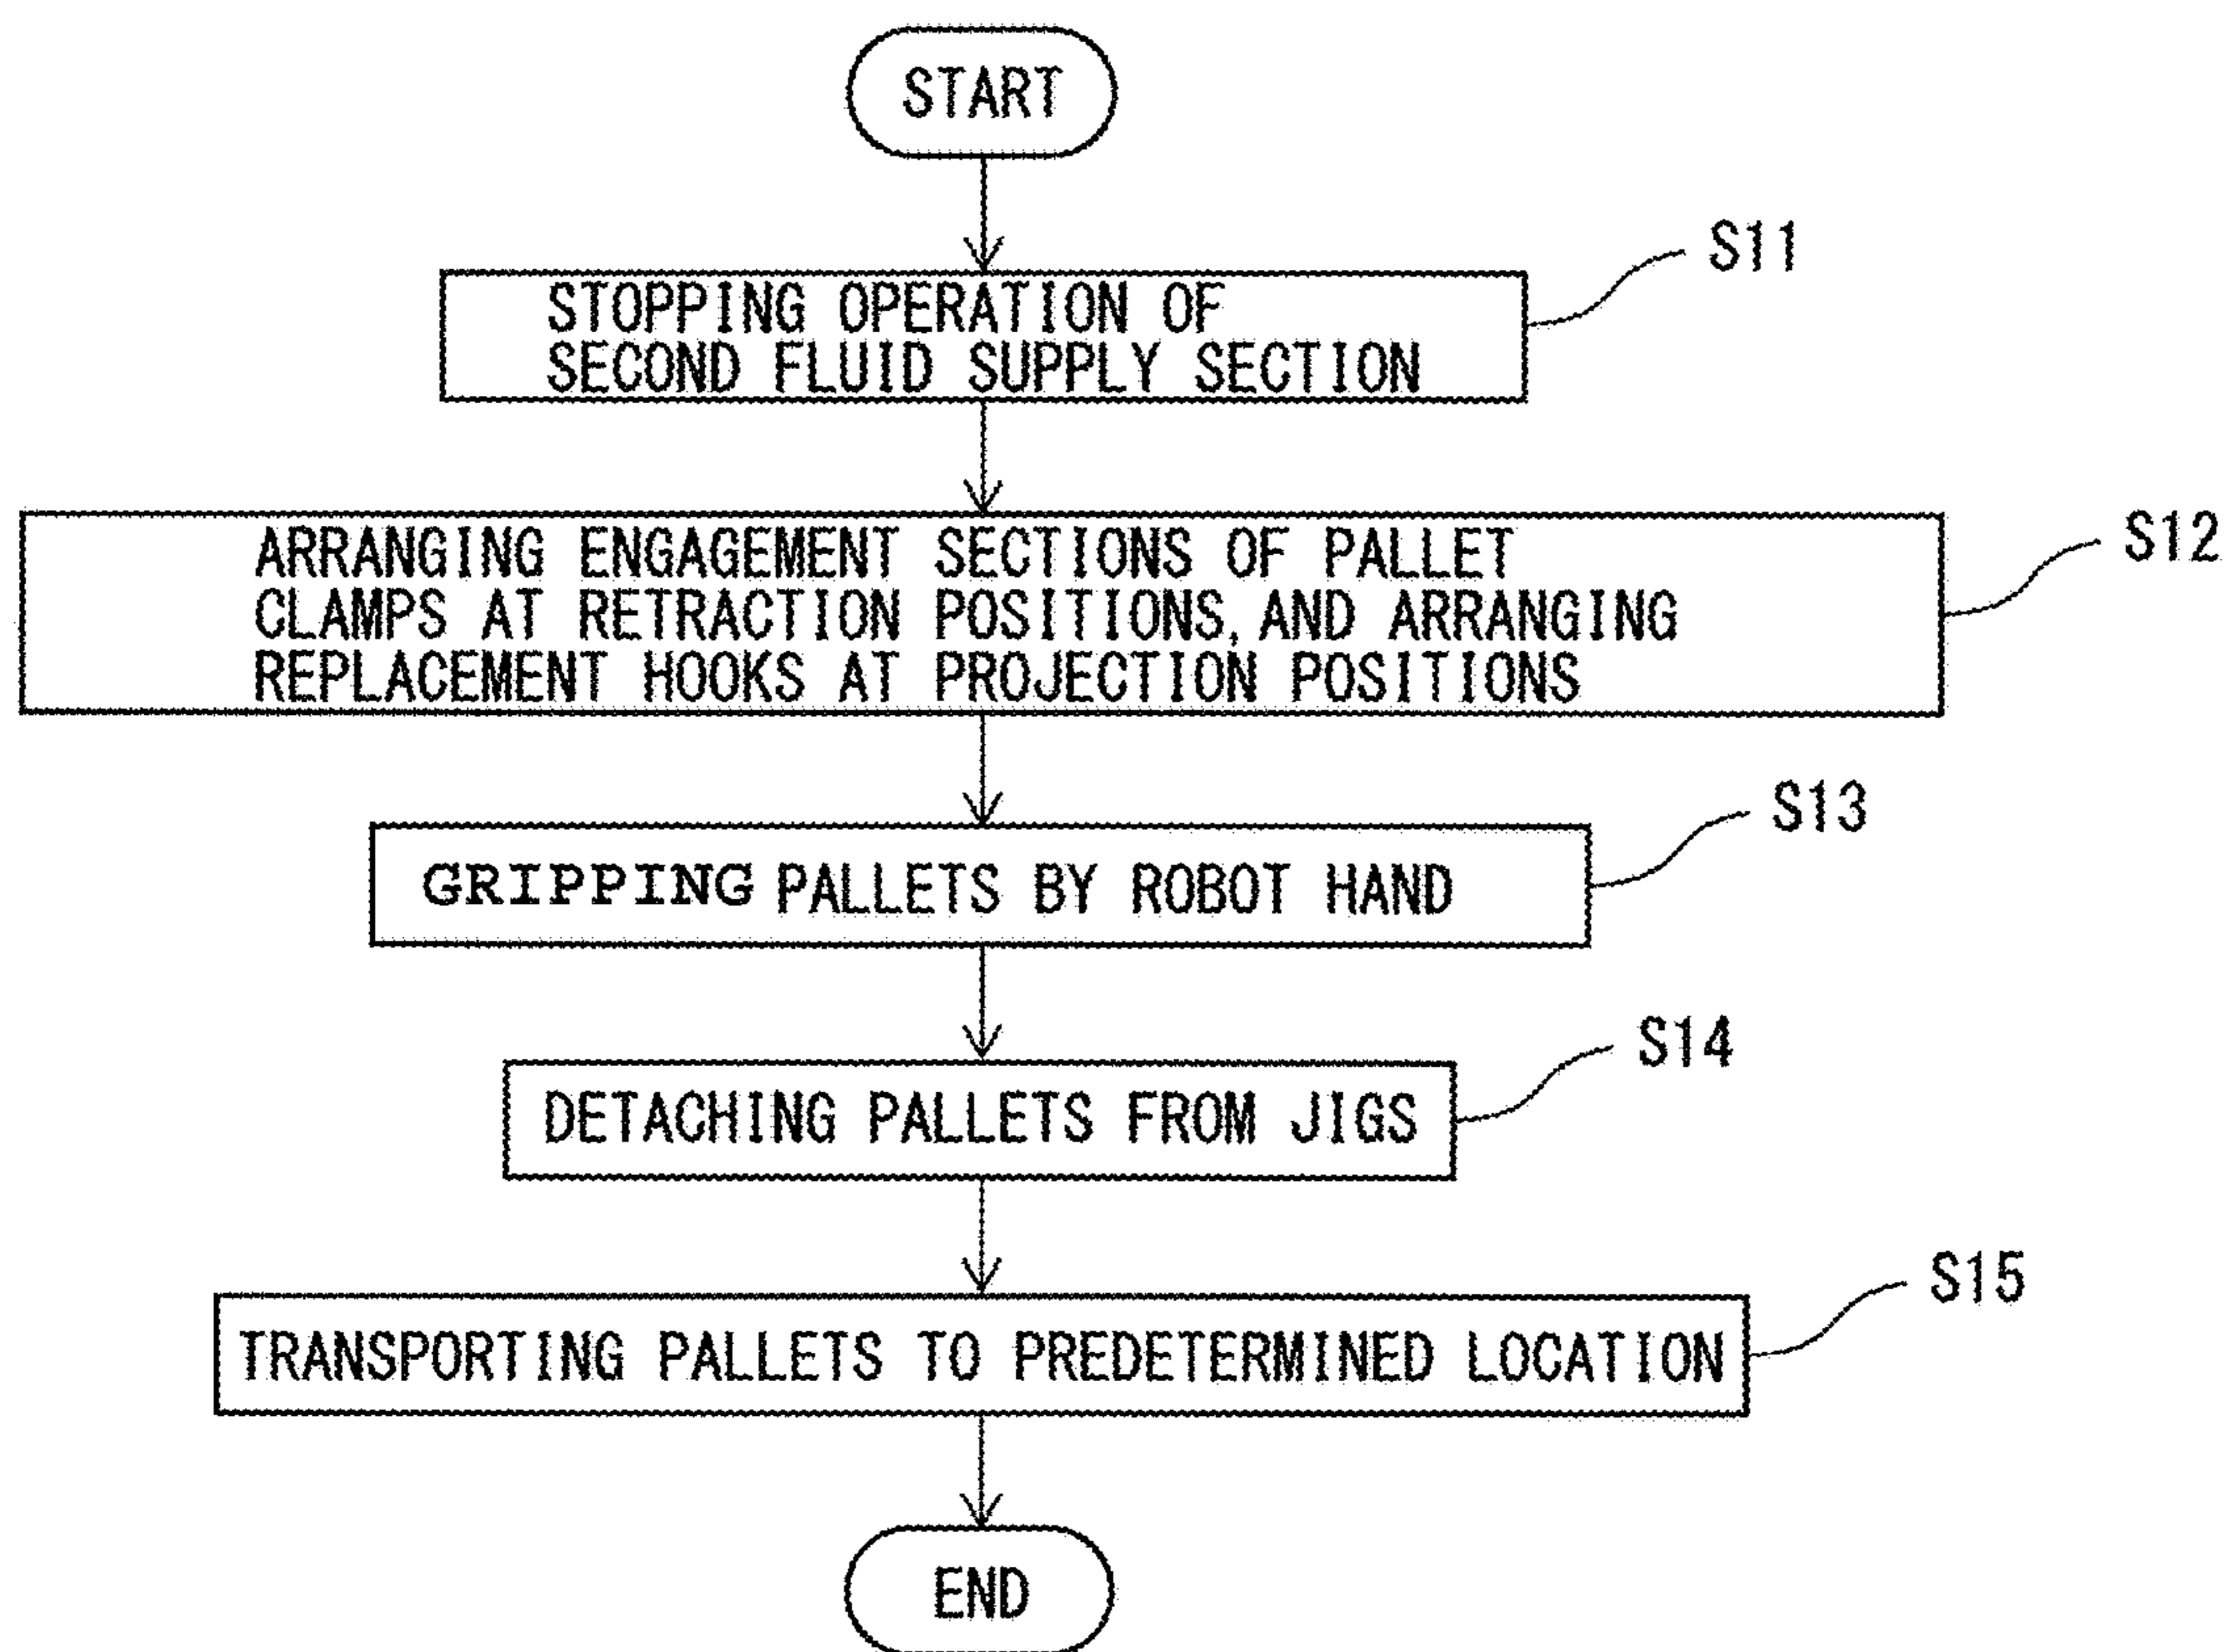 START
S11
STOPPING OPERATION OF
SECOND FLUID SUPPLY SECTION
S12
ARRANGING ENGAGEMENT SECTIONS OF PALLET
CLAMPS AT RETRACTION POSITIONS, AND ARRANGING
REPLACEMENT HOOKS AT PROJECTION POSITIONS
S13
GRIPPING PALLETS BY ROBOT HAND
S14
DETACHING PALLETS FROM JIGS
S15
TRANSPORTING PALLETS TO PREDETERMINED LOCATION
END